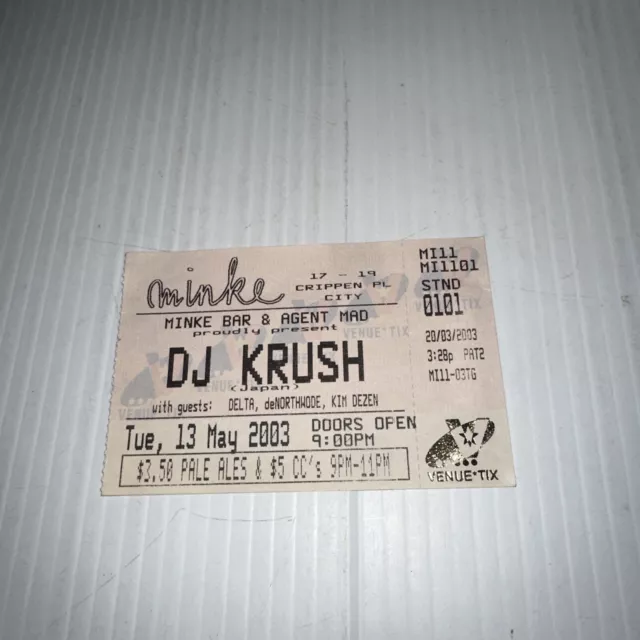 minke
17 - 19
CRIPPEN PL
CITY
MINKE BAR & AGENT MAD
proudly present
DJ KRUSH
(Japan)
with guests: DELTA, deNORTHWODE, KIM DEZEN
Tue, 13 May 2003
DOORS OPEN
9:00PM
$3.50 PALE ALES & $5 CC's 9PM-11PM
MI11
MI1101
STND
0101
20/03/2003
3:28p PAT2
MI11-03TG
VENUE*TIX
VENUE*TIX